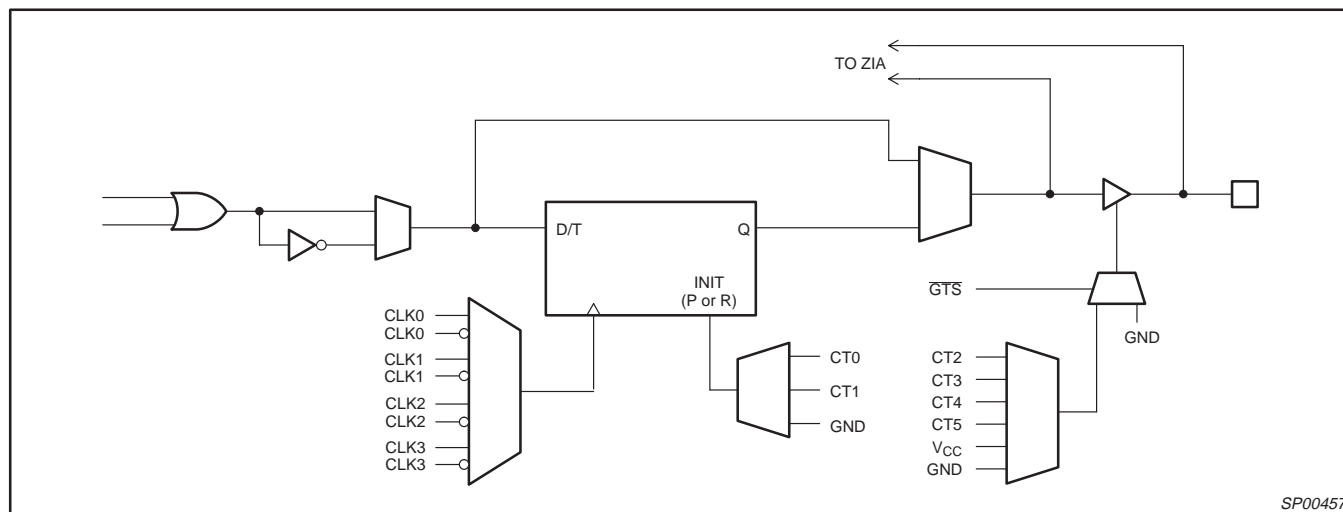 TO ZIA
D/T
Q
INIT
(P or R)
CLK0
CLK0
CLK1
CLK1
CLK2
CLK2
CLK3
CLK3
CT0
CT1
GND
GTS
GND
CT2
CT3
CT4
CT5
VCC
GND
SP00457